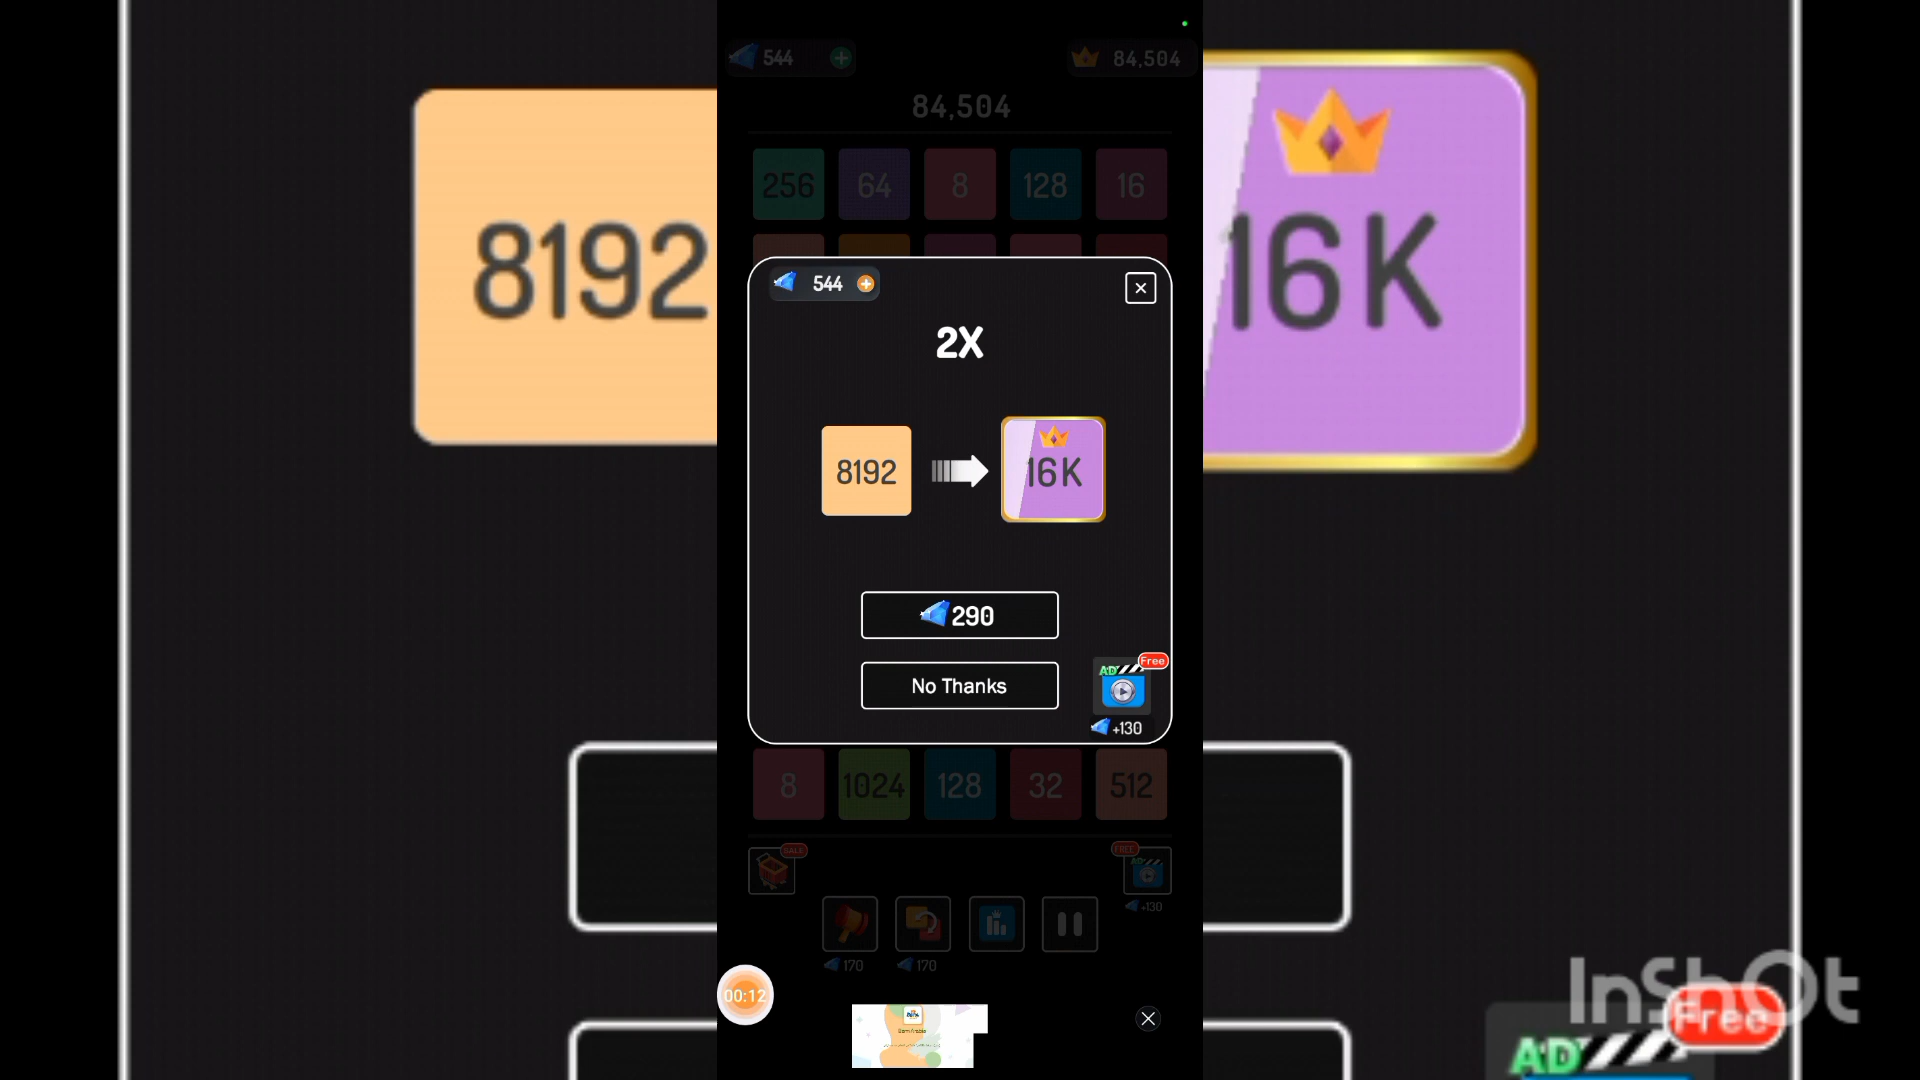 544
84,504
84,504
256 64 8 128 16
544
2X
8192
16K
290
No Thanks
AD
Free
+130
8 1024 128 32 512
SALE
FREE
AD
+130
170
170
00:12
8192
16K
InShOt
Free
AD